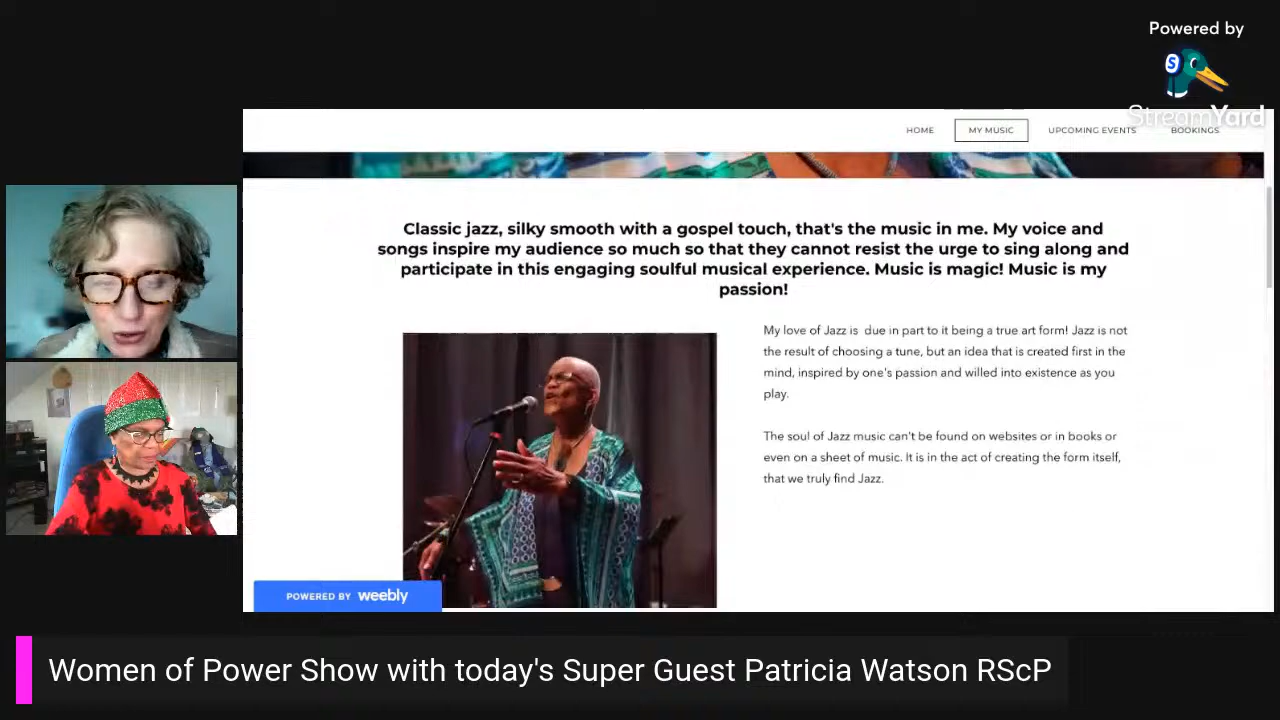 Powered by
S
StreamYard
HOME
MY MUSIC
UPCOMING EVENTS
BOOKINGS
Classic jazz, silky smooth with a gospel touch, that's the music in me. My voice and
songs inspire my audience so much so that they cannot resist the urge to sing along and
participate in this engaging soulful musical experience. Music is magic! Music is my
passion!
My love of Jazz is due in part to it being a true art form! Jazz is not
the result of choosing a tune, but an idea that is created first in the
mind, inspired by one's passion and willed into existence as you
play.
The soul of Jazz music can't be found on websites or in books or
even on a sheet of music. It is in the act of creating the form itself,
that we truly find Jazz.
POWERED BY weebly
Women of Power Show with today's Super Guest Patricia Watson RScP